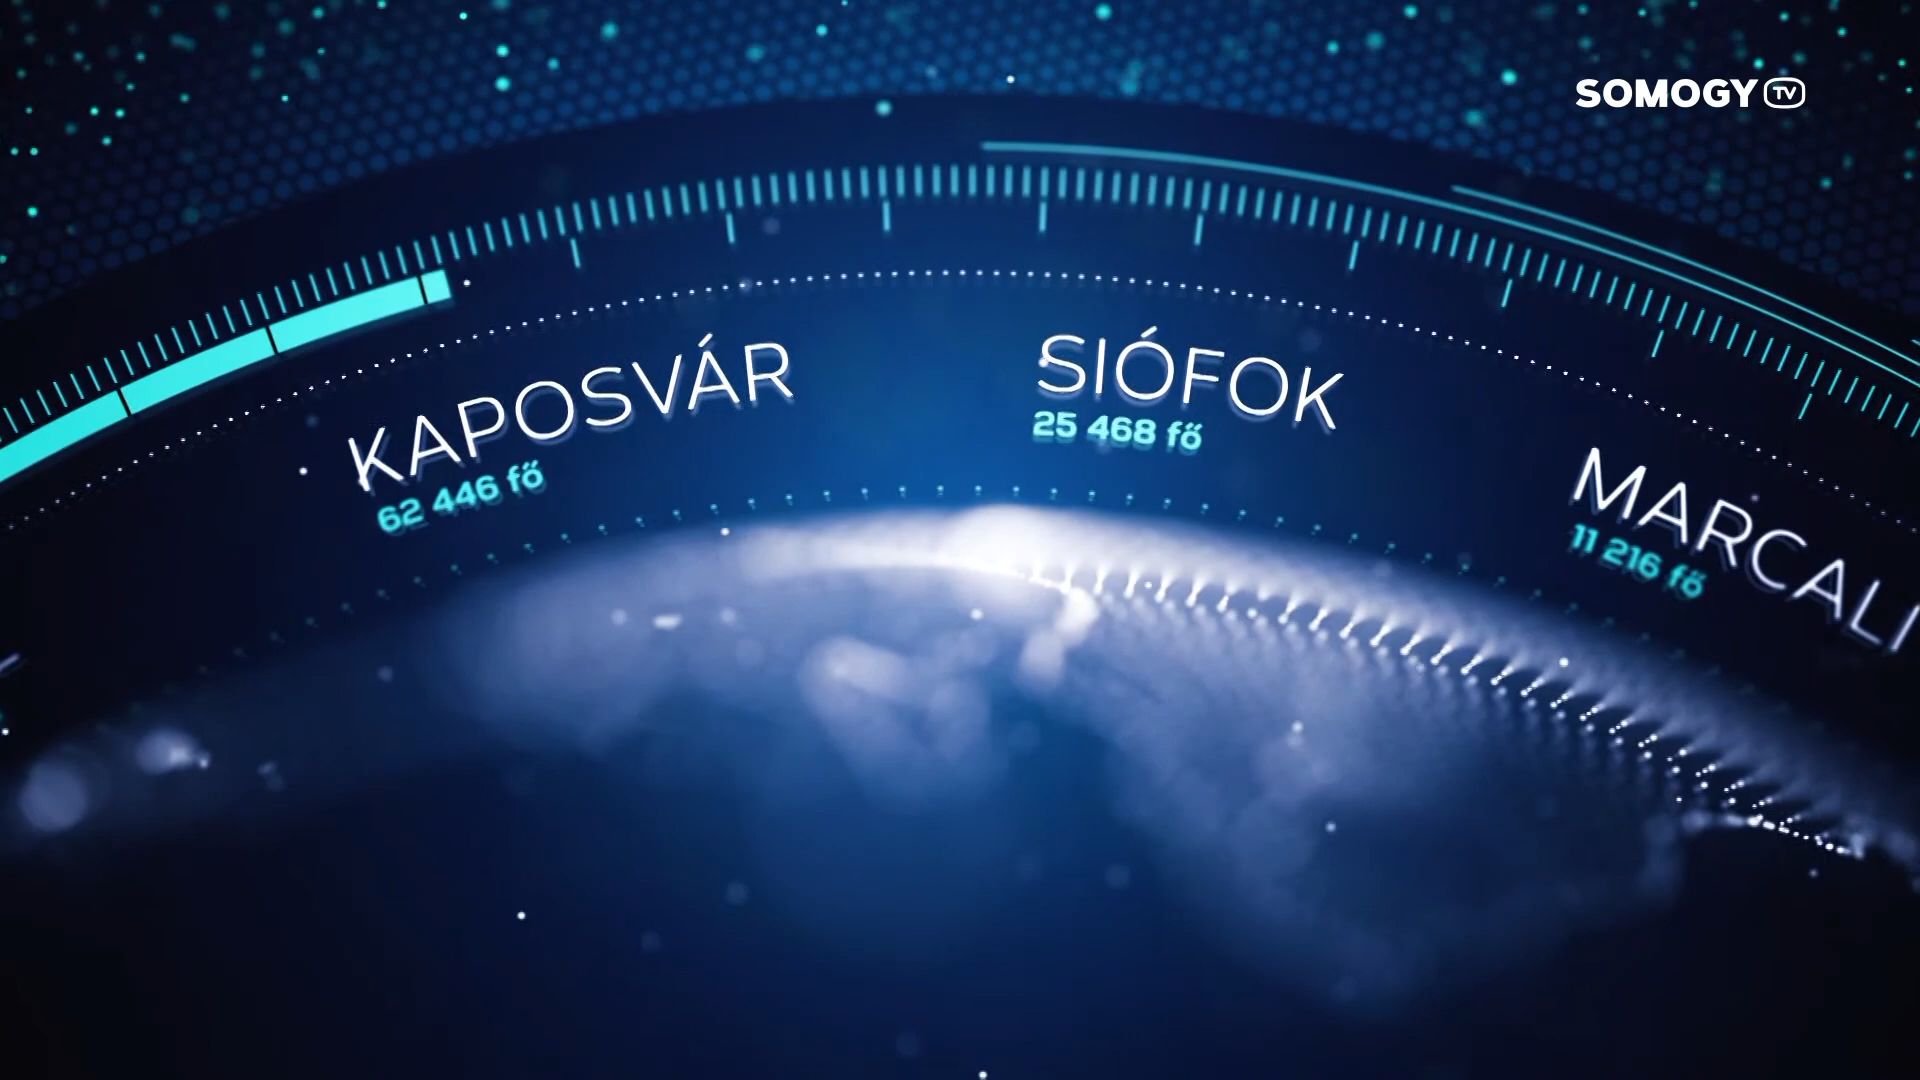 SOMOGY TV
KAPOSVÁR
62 446 fő
SIÓFOK
25 468 fő
MARCALI
11 216 fő